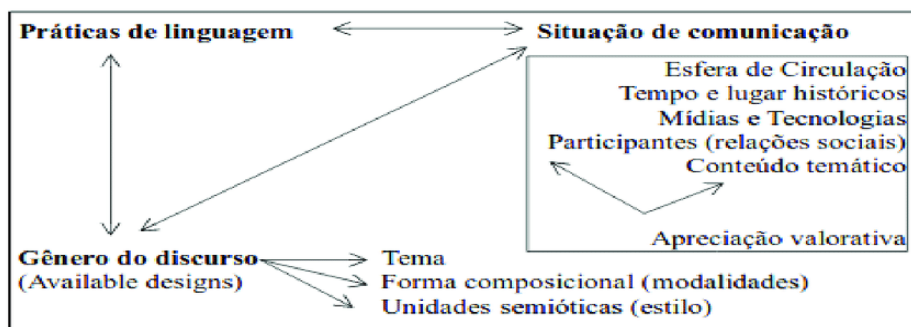 Práticas de linguagem
Situação de comunicação
Esfera de Circulação
Tempo e lugar históricos
Mídias e Tecnologias
Participantes (relações sociais)
Conteúdo temático
Apreciação valorativa
Gênero do discurso
(Available designs)
Tema
Forma composicional (modalidades)
Unidades semióticas (estilo)